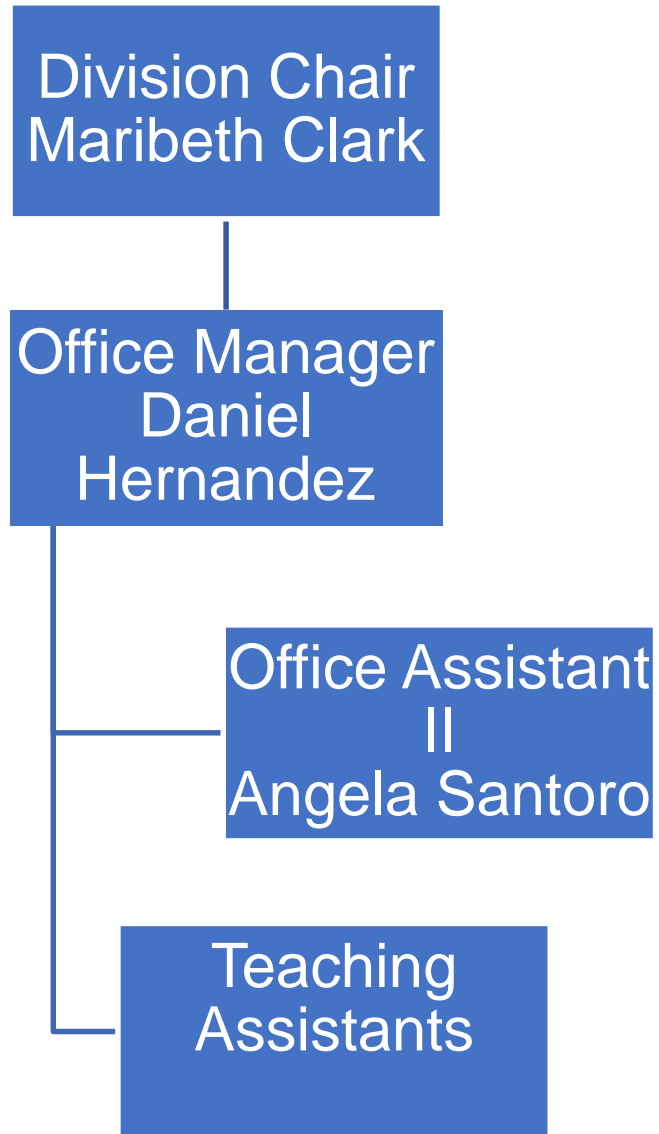 Division Chair
Maribeth Clark
Office Manager
Daniel
Hernandez
Office Assistant
II
Angela Santoro
Teaching
Assistants